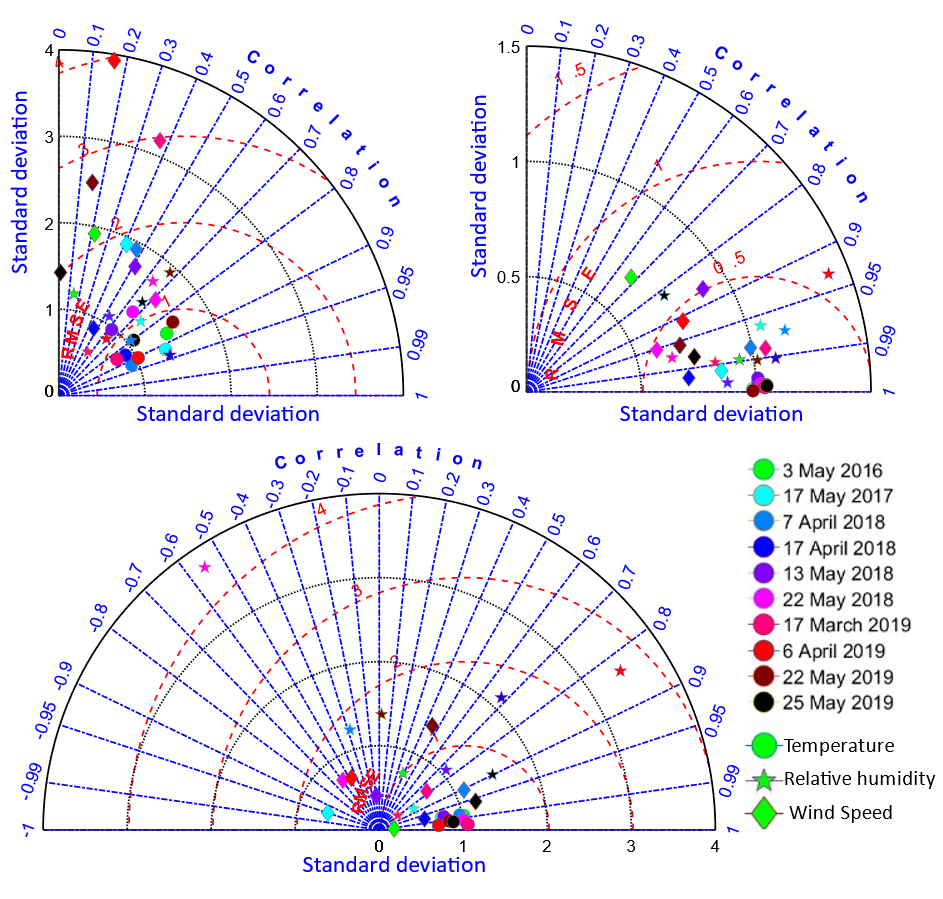 Correlation
0 0.1 0.2 0.3 0.4 0.5 0.6 0.7 0.8 0.9 0.95 0.99 1
Standard deviation
4
3
2
1
0
4
3
2
1
RMSE
Standard deviation
Correlation
0 0.1 0.2 0.3 0.4 0.5 0.6 0.7 0.8 0.9 0.95 0.99 1
Standard deviation
1.5
1
0.5
0
1.5
1
0.5
RMSE
Standard deviation
Correlation
-1 -0.99 -0.95 -0.9 -0.8 -0.7 -0.6 -0.5 -0.4 -0.3 -0.2 -0.1 0 0.1 0.2 0.3 0.4 0.5 0.6 0.7 0.8 0.9 0.95 0.99 1
4
3
2
RMSE
0 1 2 3 4
Standard deviation
3 May 2016
17 May 2017
7 April 2018
17 April 2018
13 May 2018
22 May 2018
17 March 2019
6 April 2019
22 May 2019
25 May 2019
Temperature
Relative humidity
Wind Speed